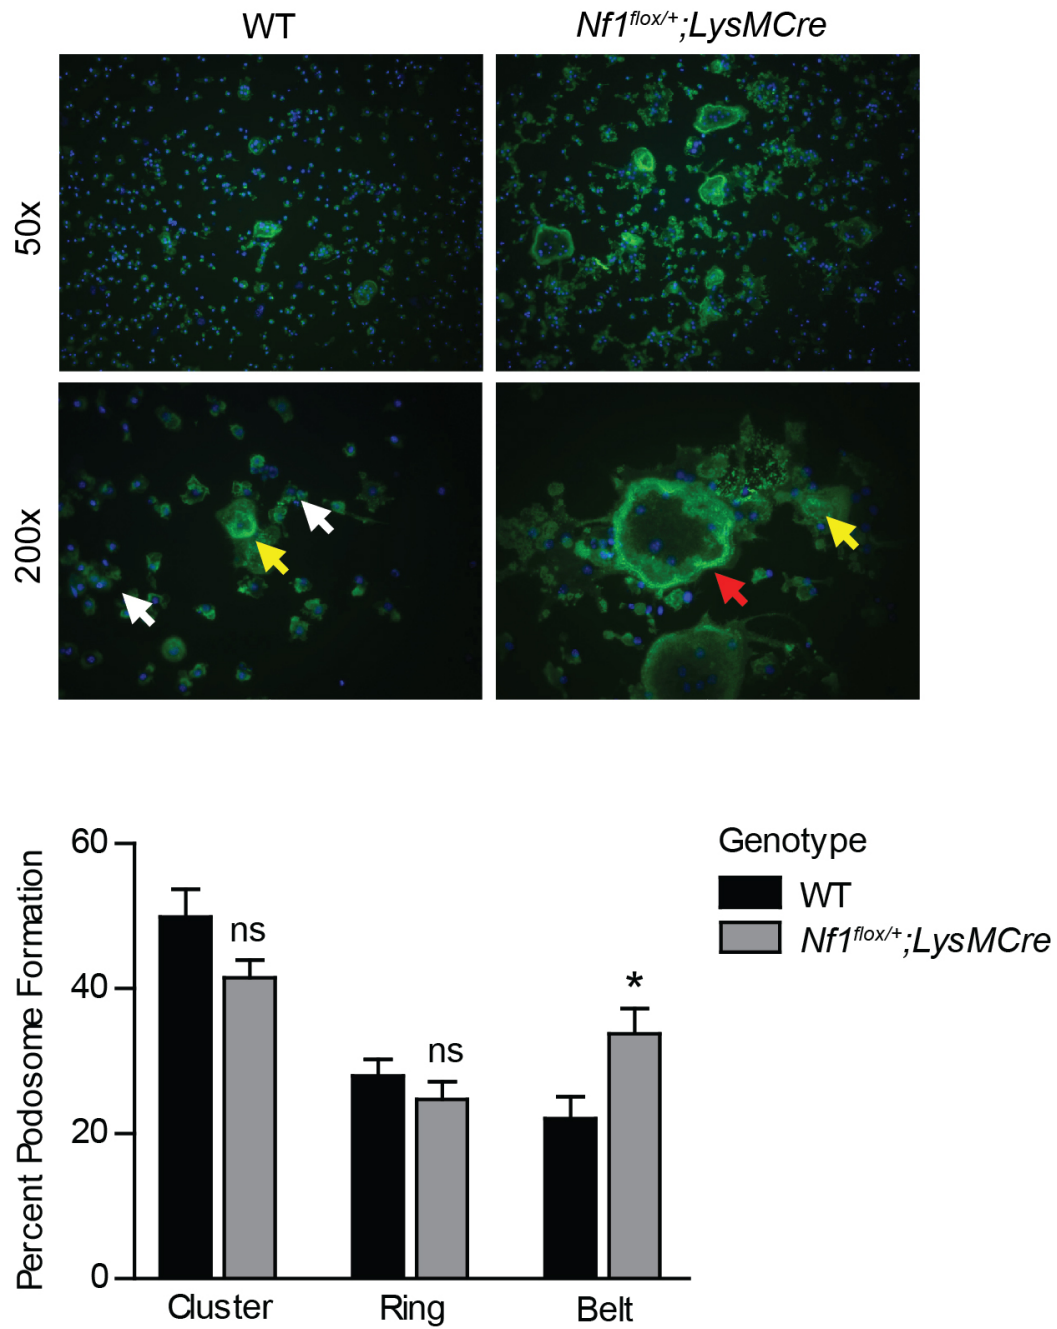 WT
Nf1flox/+;LysMCre
50x
200x
Percent Podosome Formation
60
40
20
0
ns
ns
*
Cluster
Ring
Belt
Genotype
WT
Nf1flox/+;LysMCre